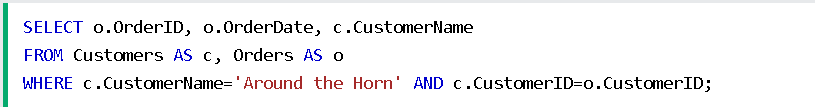 SELECT o.OrderID, o.OrderDate, c.CustomerName
FROM Customers AS c, Orders AS o
WHERE c.CustomerName='Around the Horn' AND c.CustomerID=o.CustomerID;